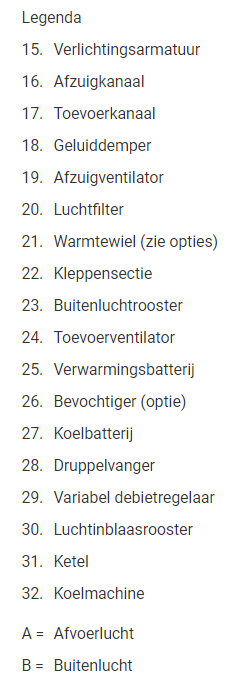 Legenda
15. Verlichtingsarmatuur
16. Afzuigkanaal
17. Toevoerkanaal
18. Geluiddemper
19. Afzuigventilator
20. Luchtfilter
21. Warmtewiel (zie opties)
22. Kleppensectie
23. Buitenluchtrooster
24. Toevoerventilator
25. Verwarmingsbatterij
26. Bevochtiger (optie)
27. Koelbatterij
28. Druppelvanger
29. Variabel debietregelaar
30. Luchtinblaasrooster
31. Ketel
32. Koelmachine
A = Afvoerlucht
B = Buitenlucht